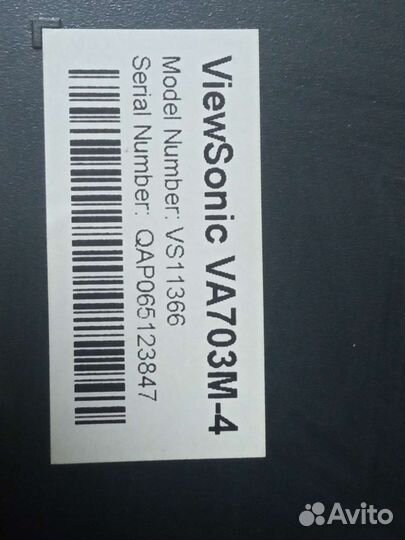 ViewSonic VA703M-4
Model Number: VS11366
Serial Number: QAP065123847
Avito